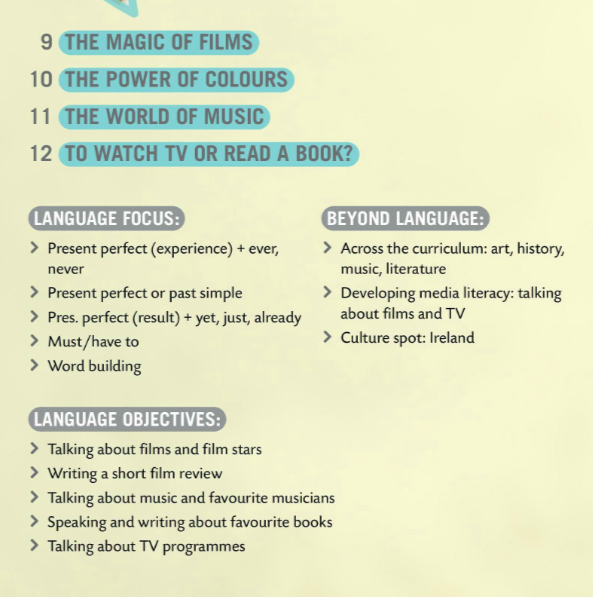 9 THE MAGIC OF FILMS
10 THE POWER OF COLOURS
11 THE WORLD OF MUSIC
12 TO WATCH TV OR READ A BOOK?
LANGUAGE FOCUS:
> Present perfect (experience) + ever,
never
> Present perfect or past simple
> Pres. perfect (result) + yet, just, already
> Must/have to
> Word building
BEYOND LANGUAGE:
> Across the curriculum: art, history,
music, literature
> Developing media literacy: talking
about films and TV
> Culture spot: Ireland
LANGUAGE OBJECTIVES:
> Talking about films and film stars
> Writing a short film review
> Talking about music and favourite musicians
> Speaking and writing about favourite books
> Talking about TV programmes